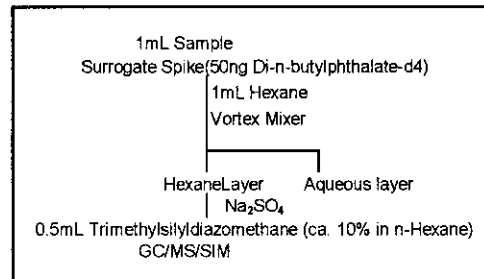 1mL Sample
Surrogate Spike(50ng Di-n-butylphthalate-d4)
1mL Hexane
Vortex Mixer
HexaneLayer Aqueous layer
Na₂SO₄
0.5mL Trimethylsilyldiazomethane (ca. 10% in n-Hexane)
GC/MS/SIM